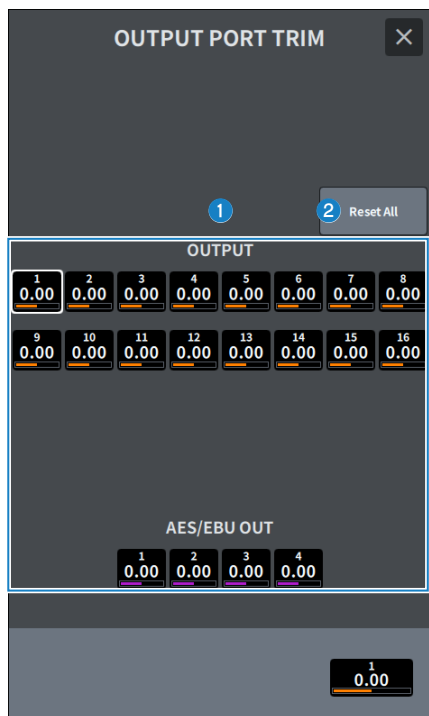 OUTPUT PORT TRIM
1
2 Reset All
OUTPUT
1 2 3 4 5 6 7 8
0.00 0.00 0.00 0.00 0.00 0.00 0.00 0.00
9 10 11 12 13 14 15 16
0.00 0.00 0.00 0.00 0.00 0.00 0.00 0.00
AES/EBU OUT
1 2 3 4
0.00 0.00 0.00 0.00
1
0.00